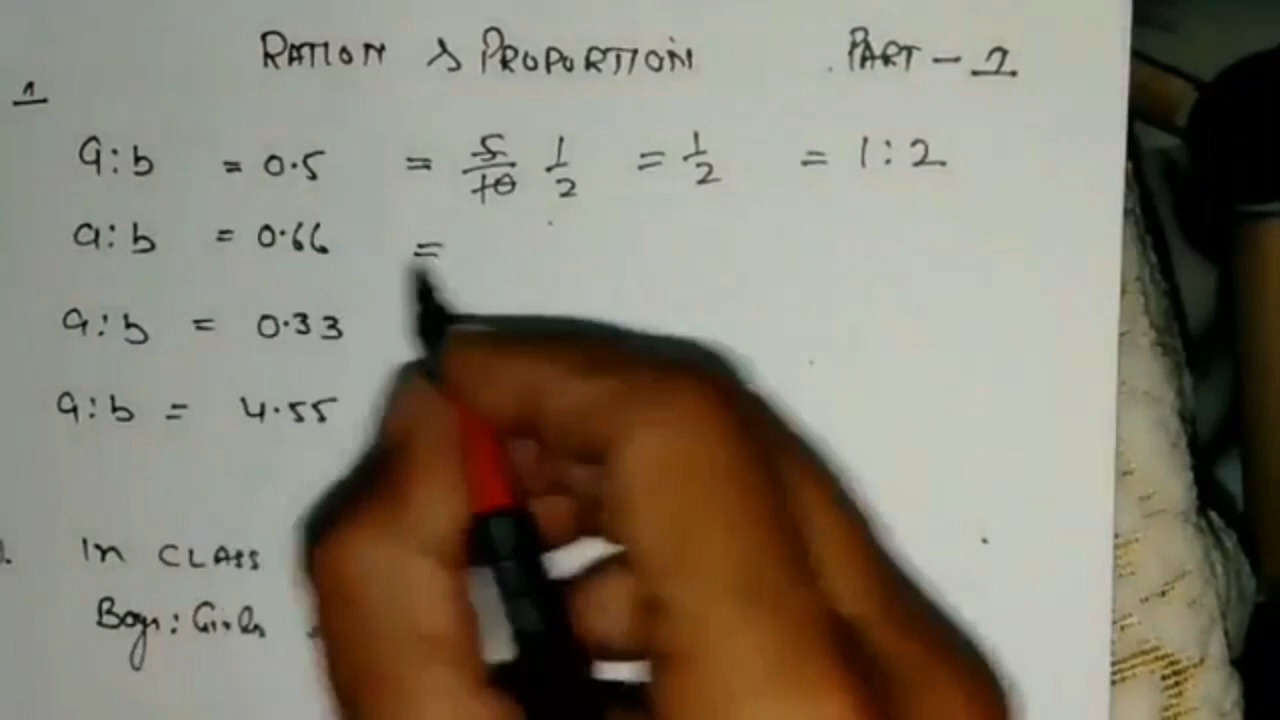 RATION & PROPORTION PART - 1
1
a:b = 0.5 = 5/10 1/2 = 1/2 = 1:2
a:b = 0.66 =
a:b = 0.33
a:b = 4.55
In CLASS
Boys: Girls